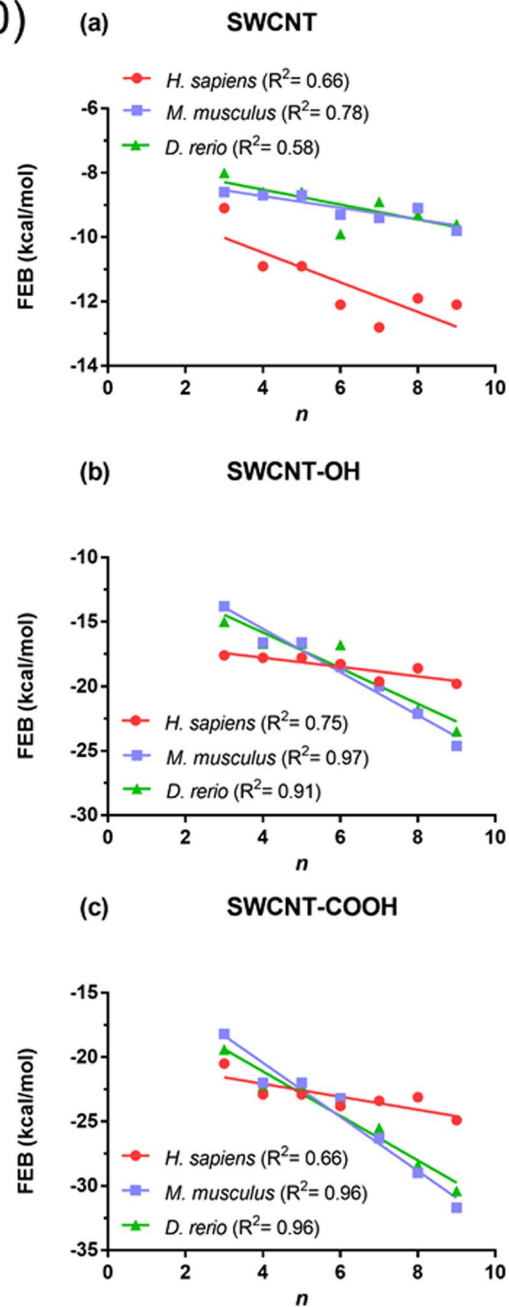 )
(a) SWCNT
H. sapiens (R²= 0.66)
M. musculus (R²= 0.78)
D. rerio (R²= 0.58)
FEB (kcal/mol)
-6
-8
-10
-12
-14
0 2 4 6 8 10
n
(b) SWCNT-OH
FEB (kcal/mol)
-10
-15
-20
-25
-30
H. sapiens (R²= 0.75)
M. musculus (R²= 0.97)
D. rerio (R²= 0.91)
0 2 4 6 8 10
n
(c) SWCNT-COOH
FEB (kcal/mol)
-15
-20
-25
-30
-35
H. sapiens (R²= 0.66)
M. musculus (R²= 0.96)
D. rerio (R²= 0.96)
0 2 4 6 8 10
n